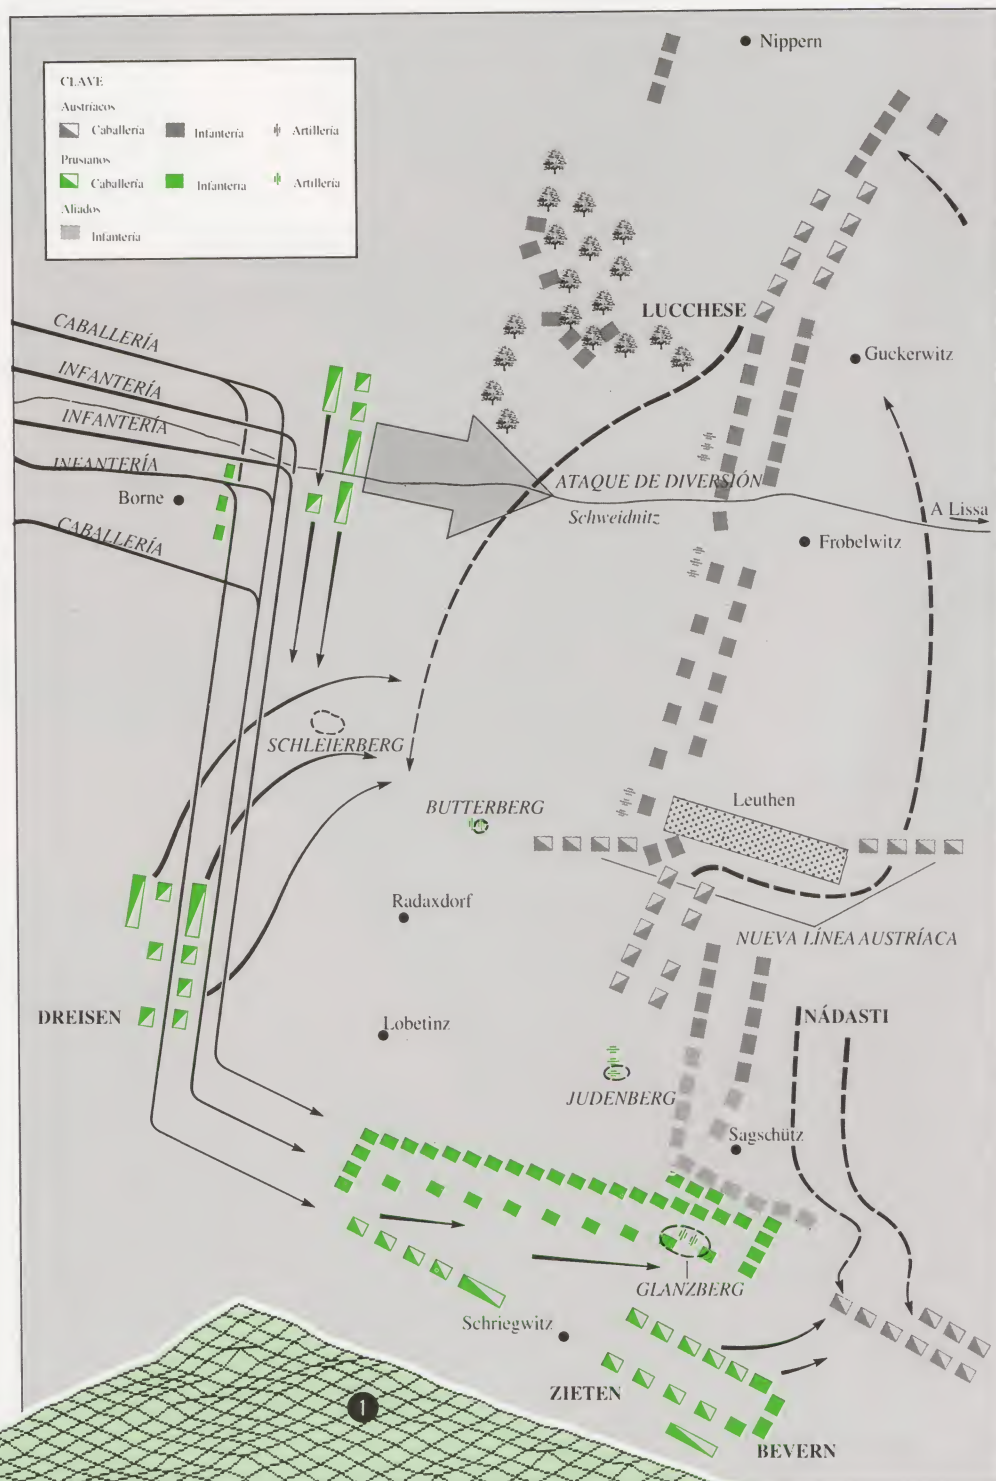 CLAVE
Austríacos
Caballería Infantería Artillería
Prusianos
Caballería Infantería Artillería
Aliados
Infantería
Nippern
LUCCHESE
Guckerwitz
CABALLERÍA
INFANTERÍA
INFANTERÍA
INFANTERÍA
Borne
CABALLERÍA
ATAQUE DE DIVERSIÓN
Schweidnitz
A Lissa
Frobelwitz
SCHLEIERBERG
BUTTERBERG
Leuthen
Radaxdorf
NUEVA LÍNEA AUSTRÍACA
DREISEN
Lobetinz
NÁDASTI
JUDENBERG
Sagschütz
GLANZBERG
Schriegwitz
ZIETEN
BEVERN
1